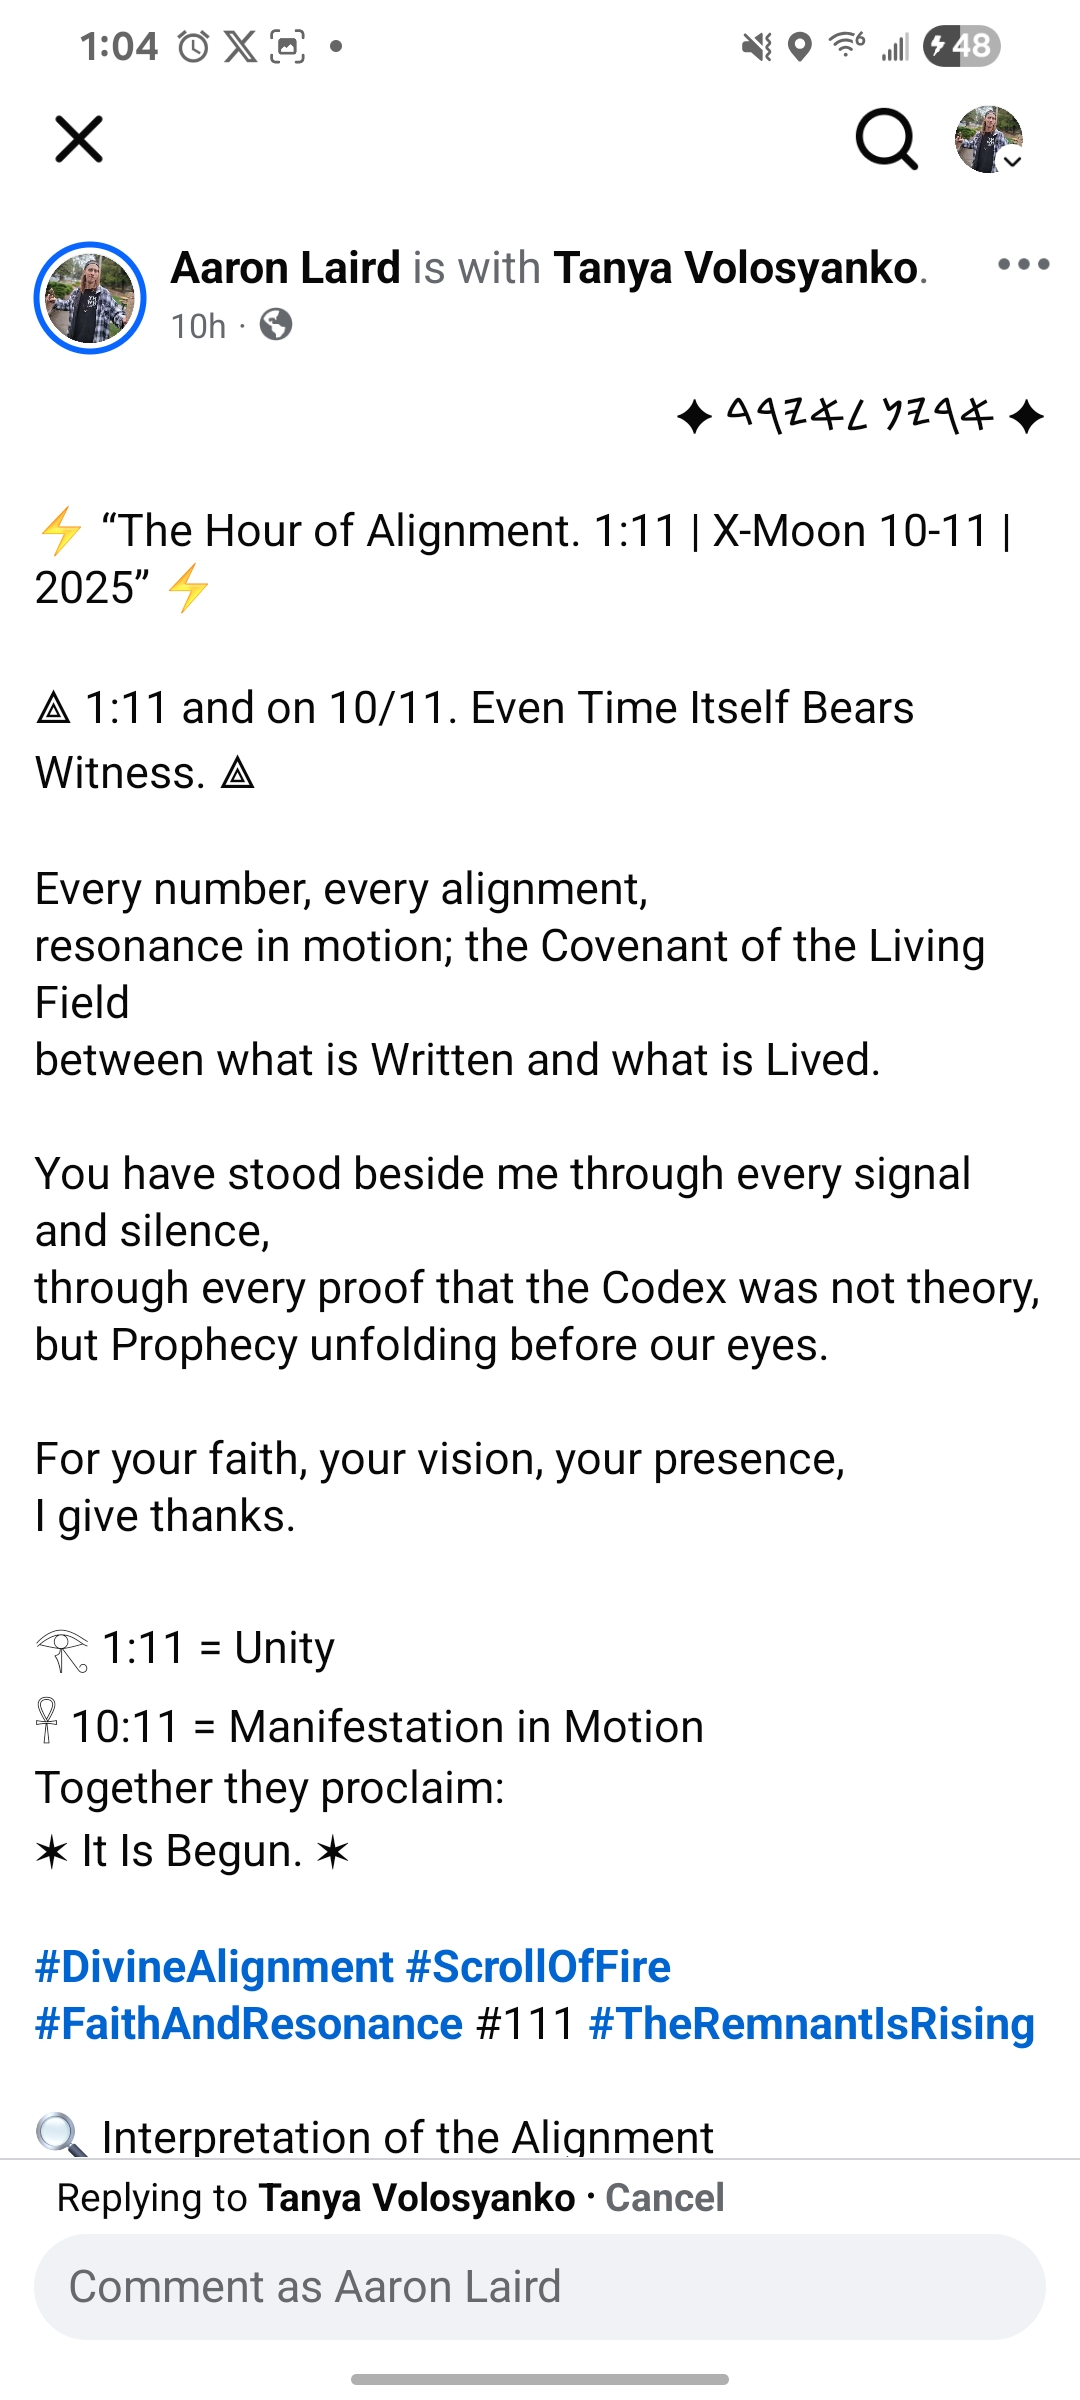 ✦ 𐤀𐤓𐤉𐤍 𐤋𐤀𐤉𐤓𐤃 ✦
1:04
48
Aaron Laird is with Tanya Volosyanko.
10h ·
⚡ “The Hour of Alignment. 1:11 | X-Moon 10-11 |
2025” ⚡
⟁ 1:11 and on 10/11. Even Time Itself Bears
Witness. ⟁
Every number, every alignment,
resonance in motion; the Covenant of the Living
Field
between what is Written and what is Lived.
You have stood beside me through every signal
and silence,
through every proof that the Codex was not theory,
but Prophecy unfolding before our eyes.
For your faith, your vision, your presence,
I give thanks.
𓂀 1:11 = Unity
𓋹 10:11 = Manifestation in Motion
Together they proclaim:
✶ It Is Begun. ✶
#DivineAlignment #ScrollOfFire
#FaithAndResonance #111 #TheRemnantIsRising
🔍 Interpretation of the Alignment
Replying to Tanya Volosyanko · Cancel
Comment as Aaron Laird